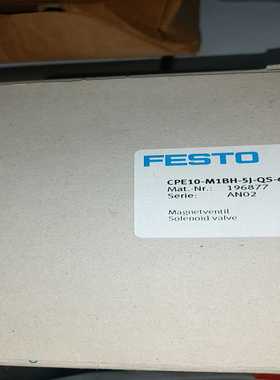 FESTO
CPE10-M1BH-5J-QS-
Mat.-Nr.: 196877
Serie: AN02
Magnetventil
Solenoid valve